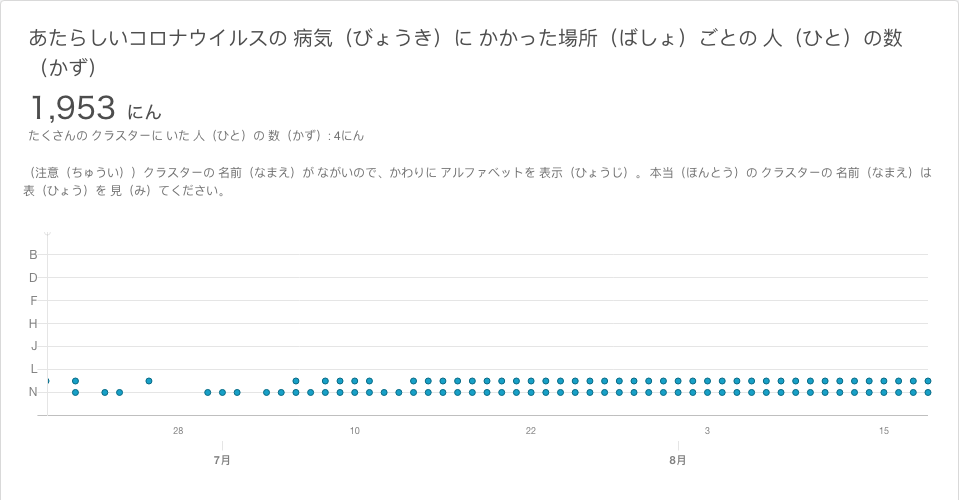 あたらしいコロナウイルスの 病気（びょうき）に かかった場所（ばしょ）ごとの 人（ひと）の数
（かず）
1,953 にん
たくさんの クラスターに いた 人（ひと）の 数（かず）: 4にん
（注意（ちゅうい））クラスターの 名前（なまえ）が ながいので、かわりに アルファベットを 表示（ひょうじ）。本当（ほんとう）の クラスターの 名前（なまえ）は
表（ひょう）を 見（み）てください。
B
D
F
H
J
L
N
28 10 22 3 15
7月 8月